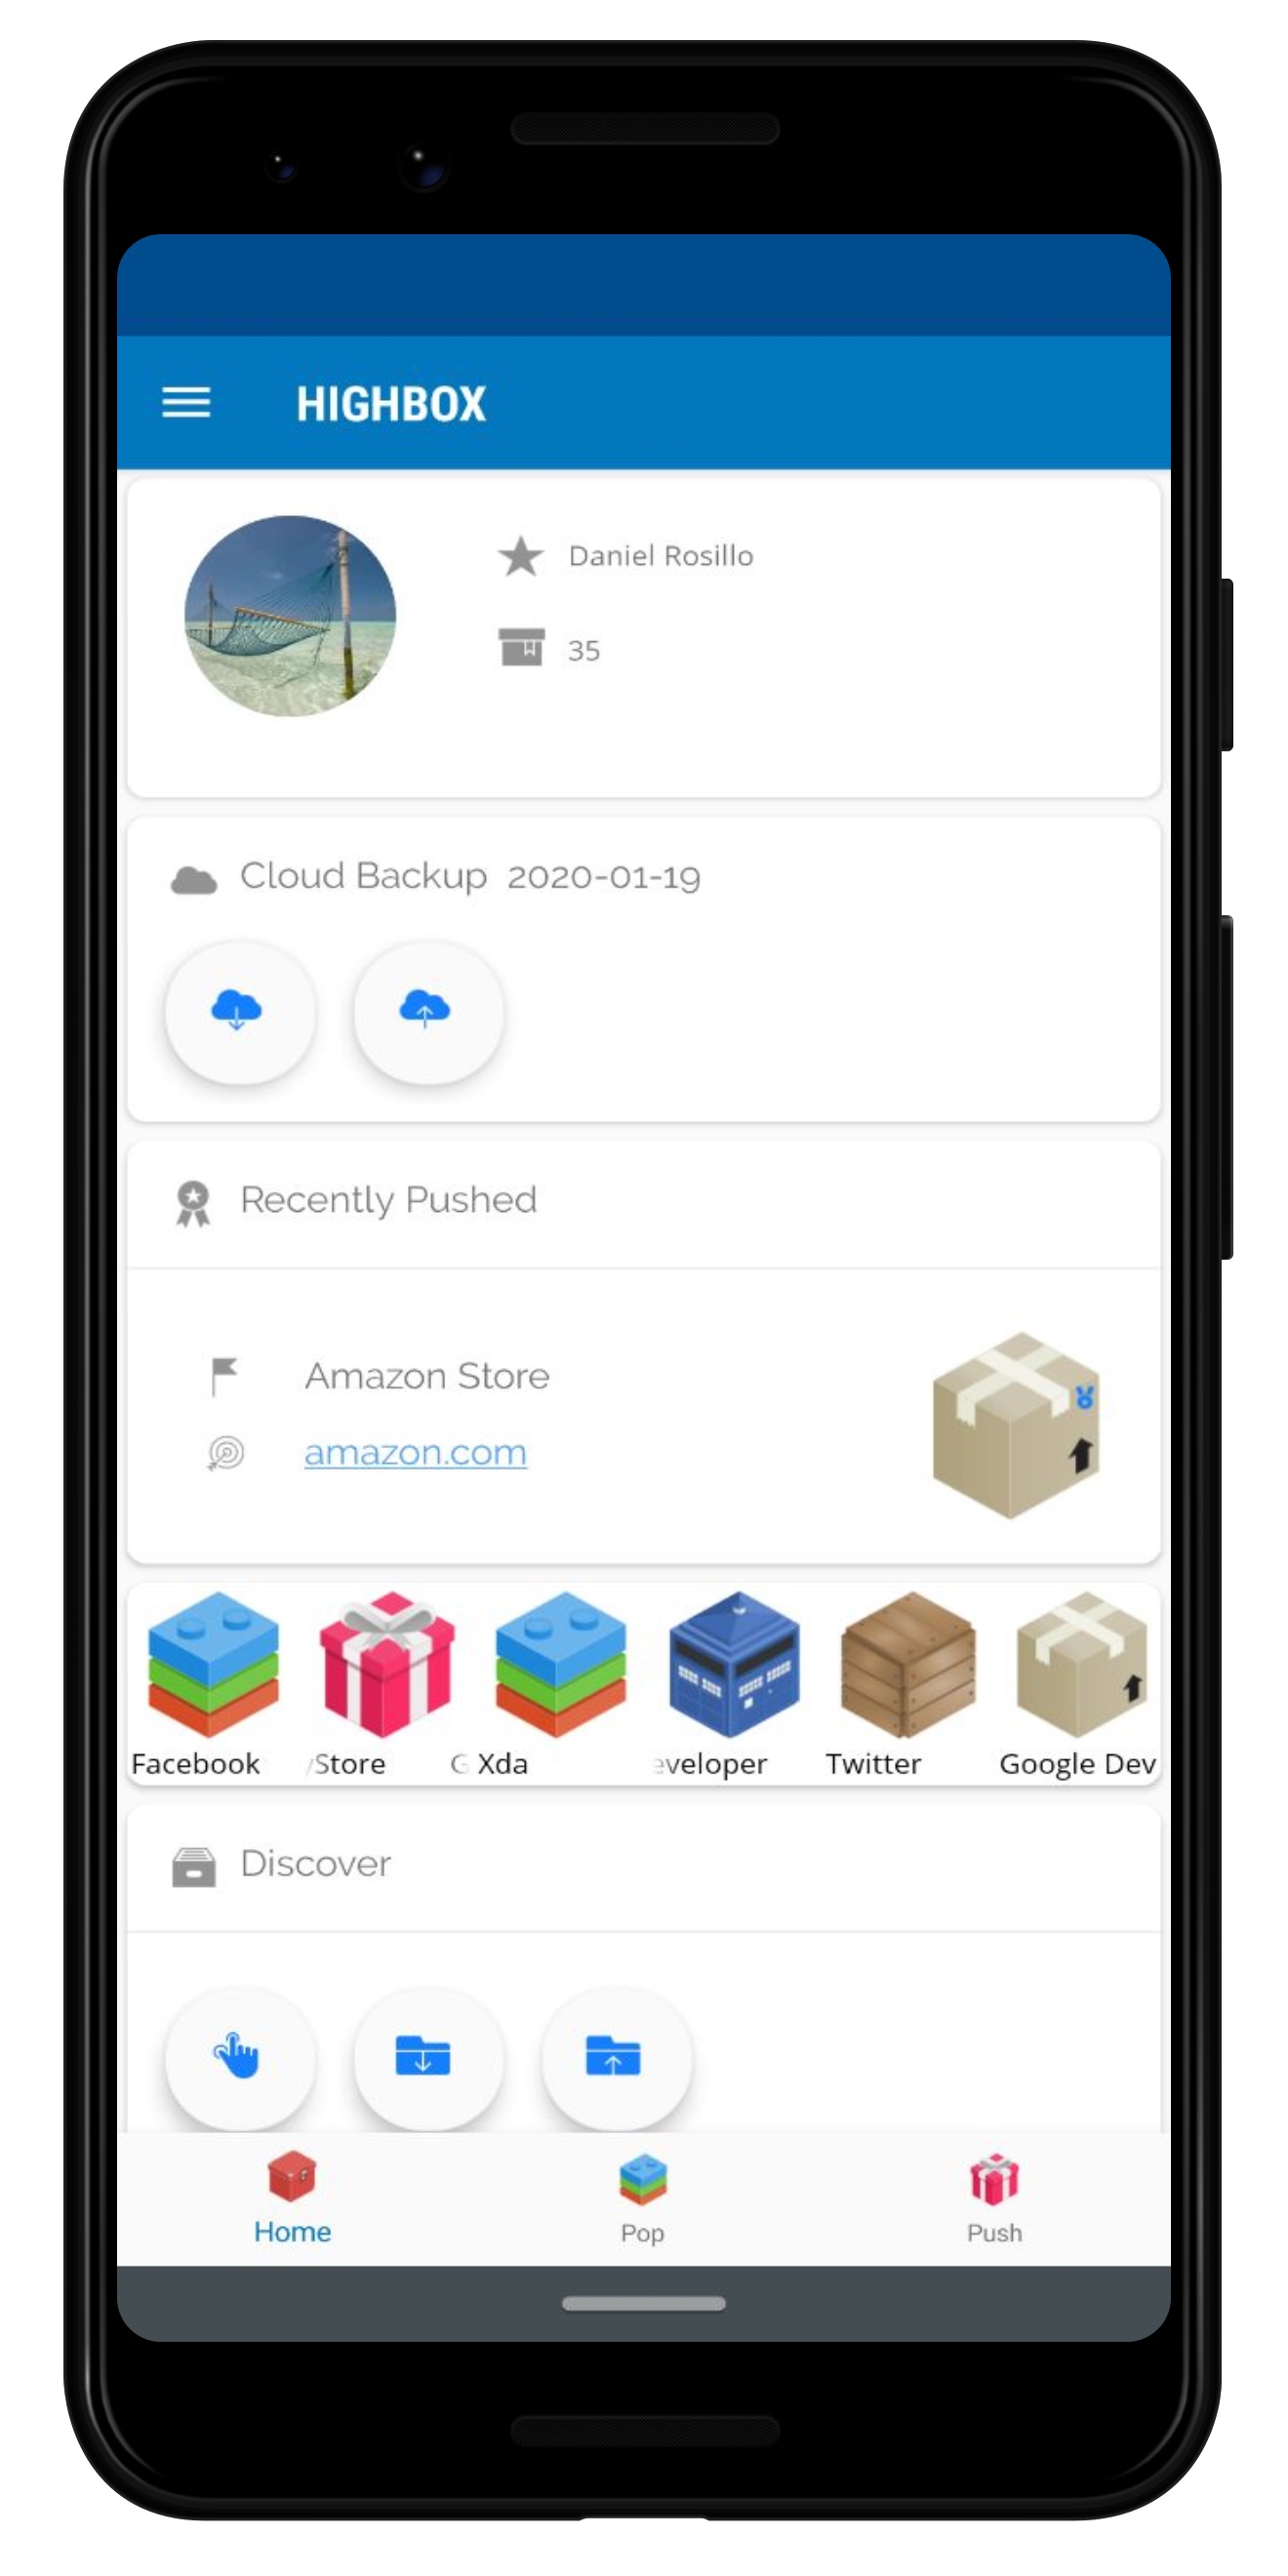 HIGHBOX
Daniel Rosillo
35
Cloud Backup 2020-01-19
Recently Pushed
Amazon Store
amazon.com
Facebook Store Xda eveloper Twitter Google Dev
Discover
Home Pop Push